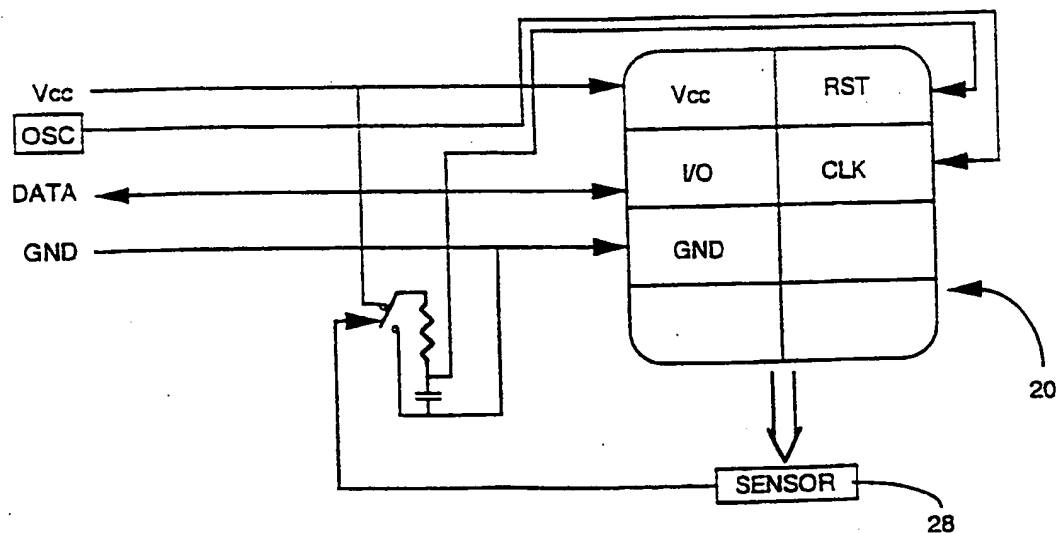 Vcc
OSC
DATA
GND
Vcc
RST
I/O
CLK
GND
20
SENSOR
28